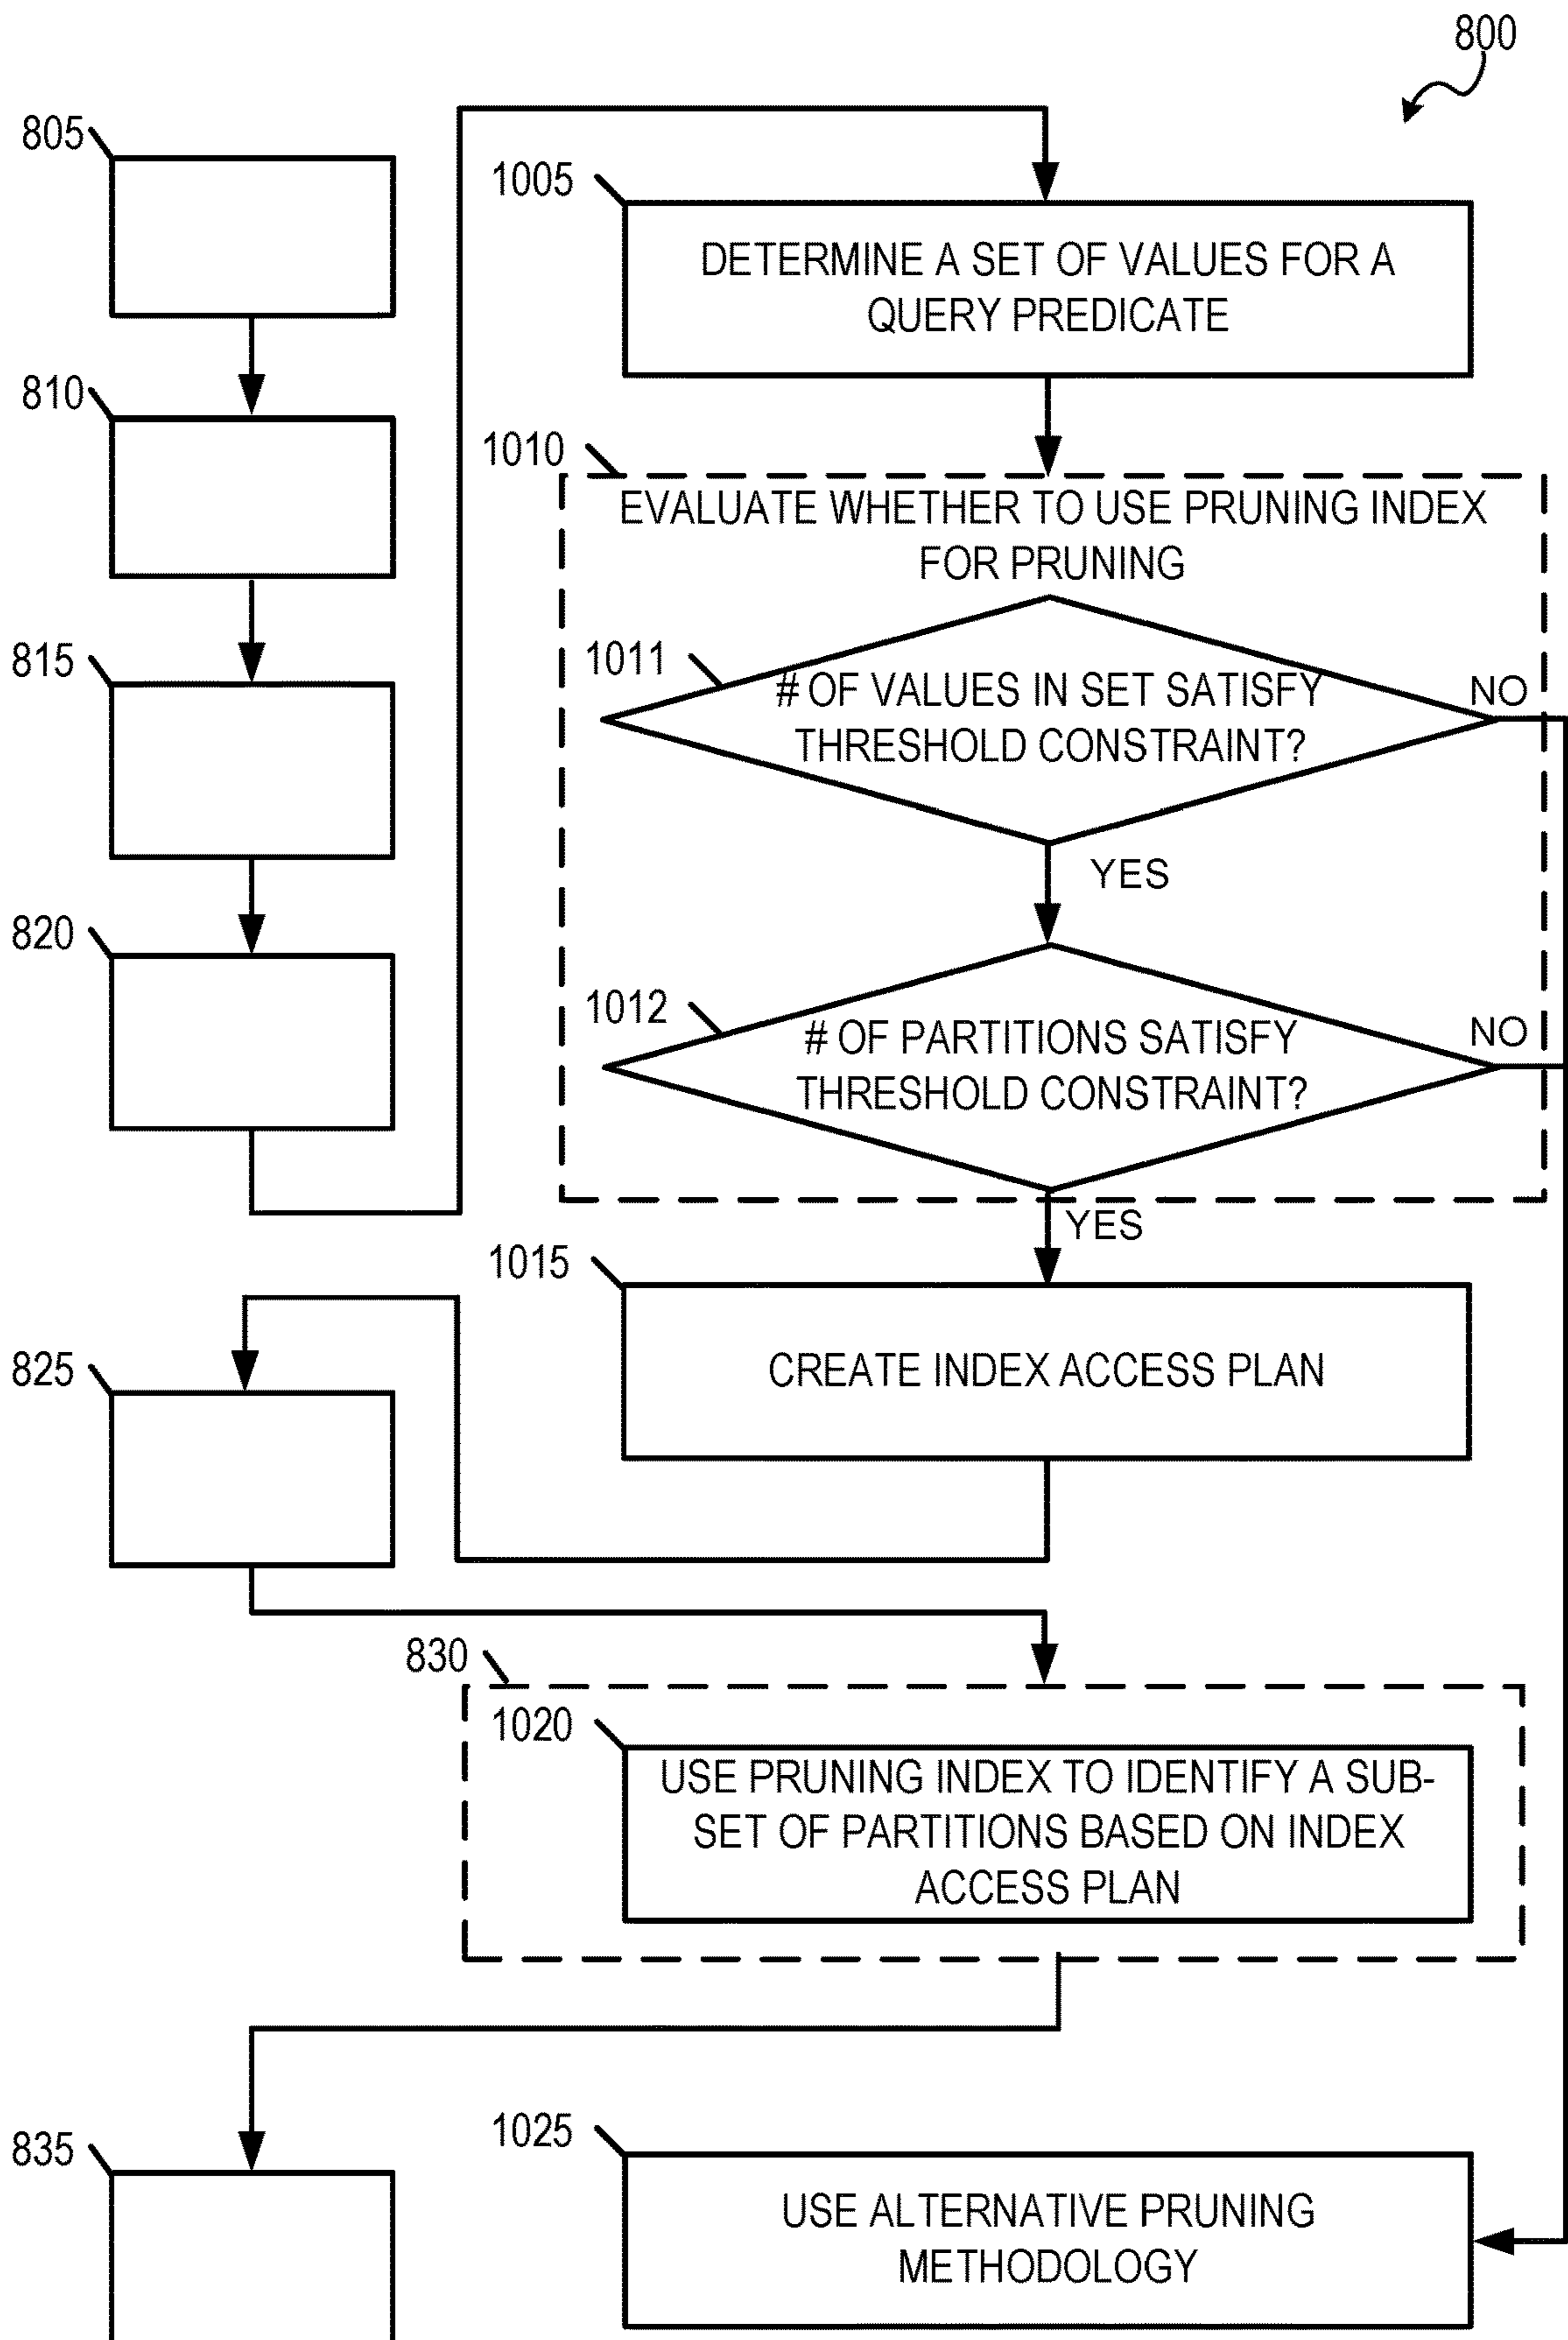 800
805
1005
DETERMINE A SET OF VALUES FOR A
QUERY PREDICATE
810
1010
EVALUATE WHETHER TO USE PRUNING INDEX
FOR PRUNING
815
1011
# OF VALUES IN SET SATISFY
THRESHOLD CONSTRAINT?
NO
YES
820
1012
# OF PARTITIONS SATISFY
THRESHOLD CONSTRAINT?
NO
YES
1015
CREATE INDEX ACCESS PLAN
825
830
1020
USE PRUNING INDEX TO IDENTIFY A SUB-
SET OF PARTITIONS BASED ON INDEX
ACCESS PLAN
835
1025
USE ALTERNATIVE PRUNING
METHODOLOGY